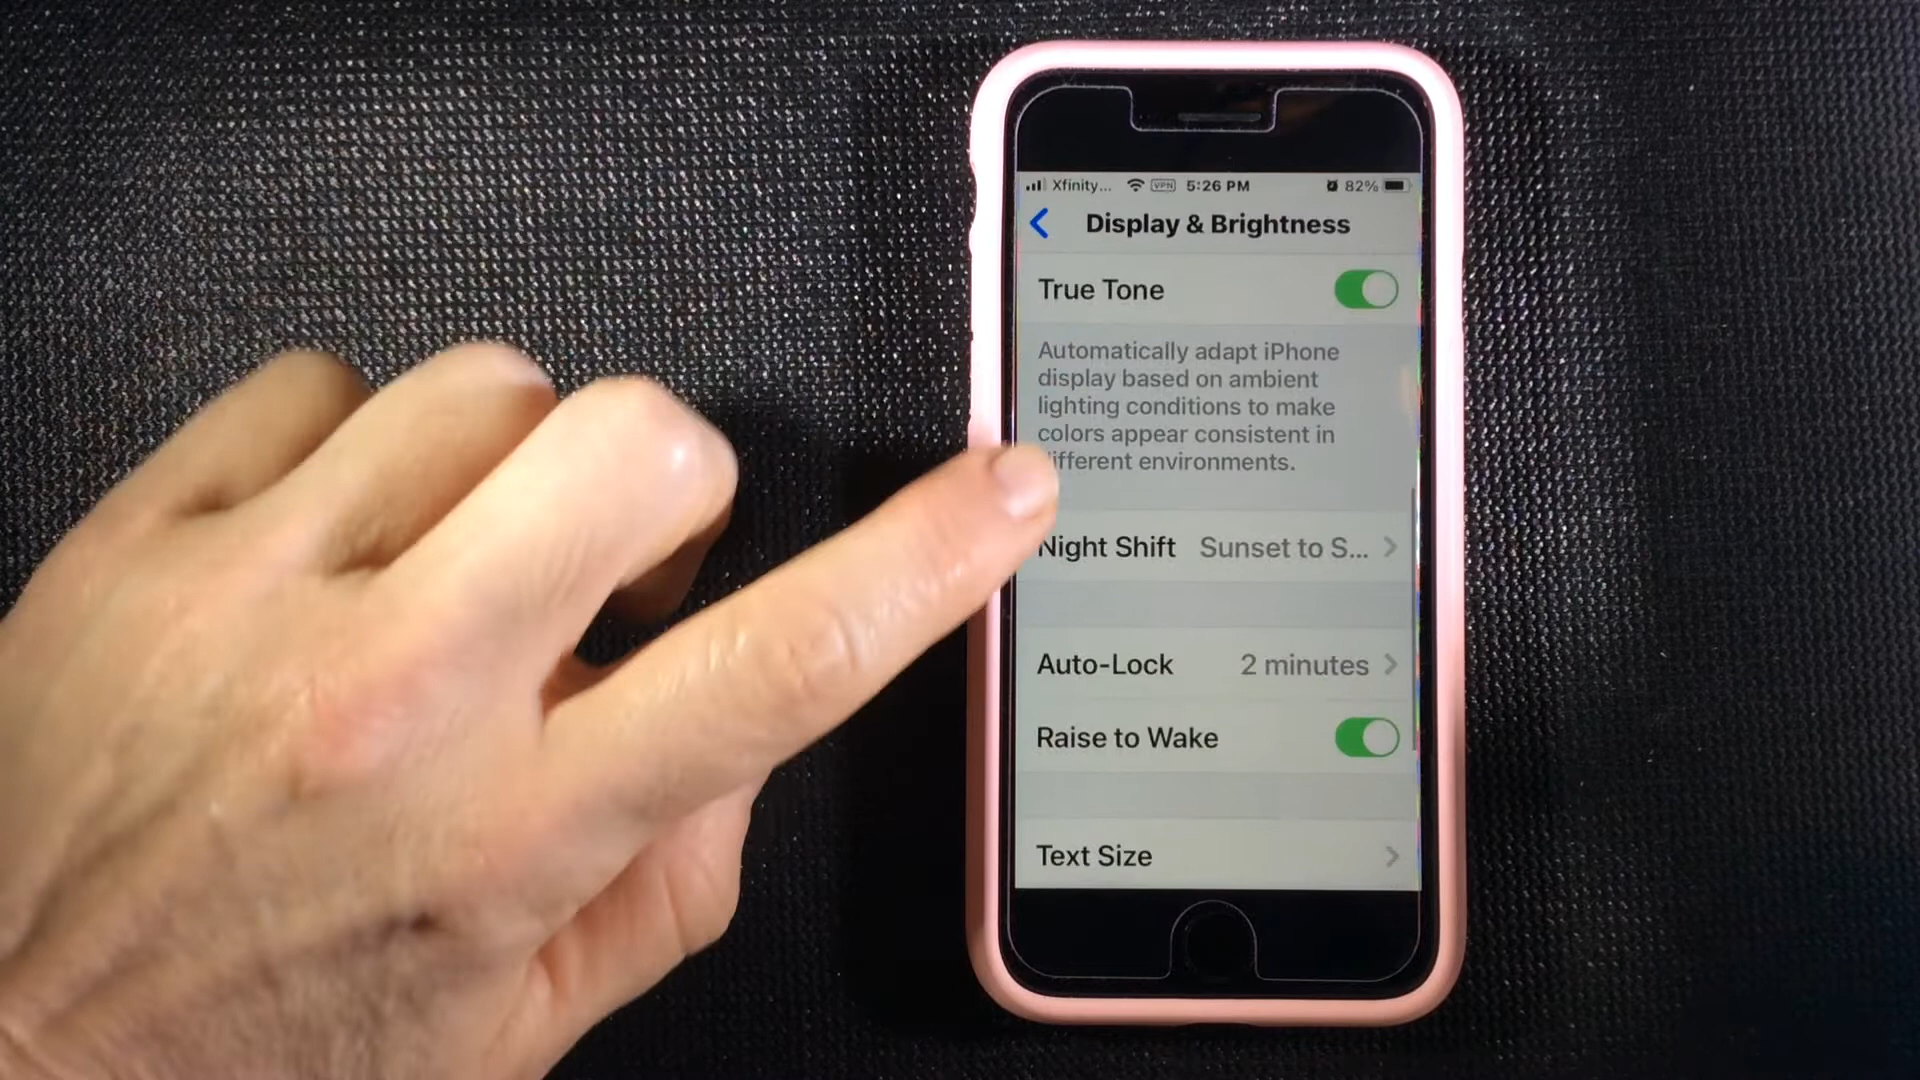 Xfinity... VPN 5:26 PM 82%
Display & Brightness
True Tone
Automatically adapt iPhone
display based on ambient
lighting conditions to make
colors appear consistent in
ifferent environments.
Night Shift Sunset to S...
Auto-Lock 2 minutes
Raise to Wake
Text Size